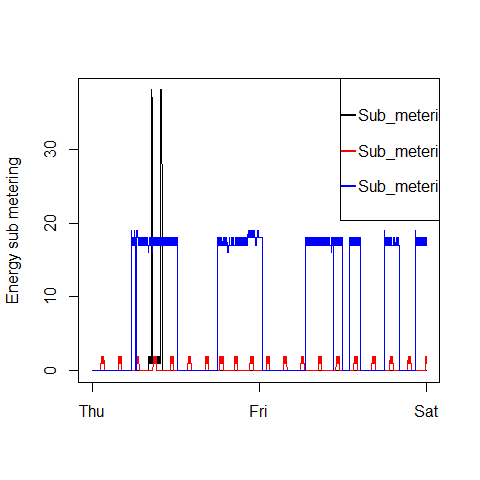 Energy sub metering
30
20
10
0
Sub_meteri
Sub_meteri
Sub_meteri
Thu Fri Sat